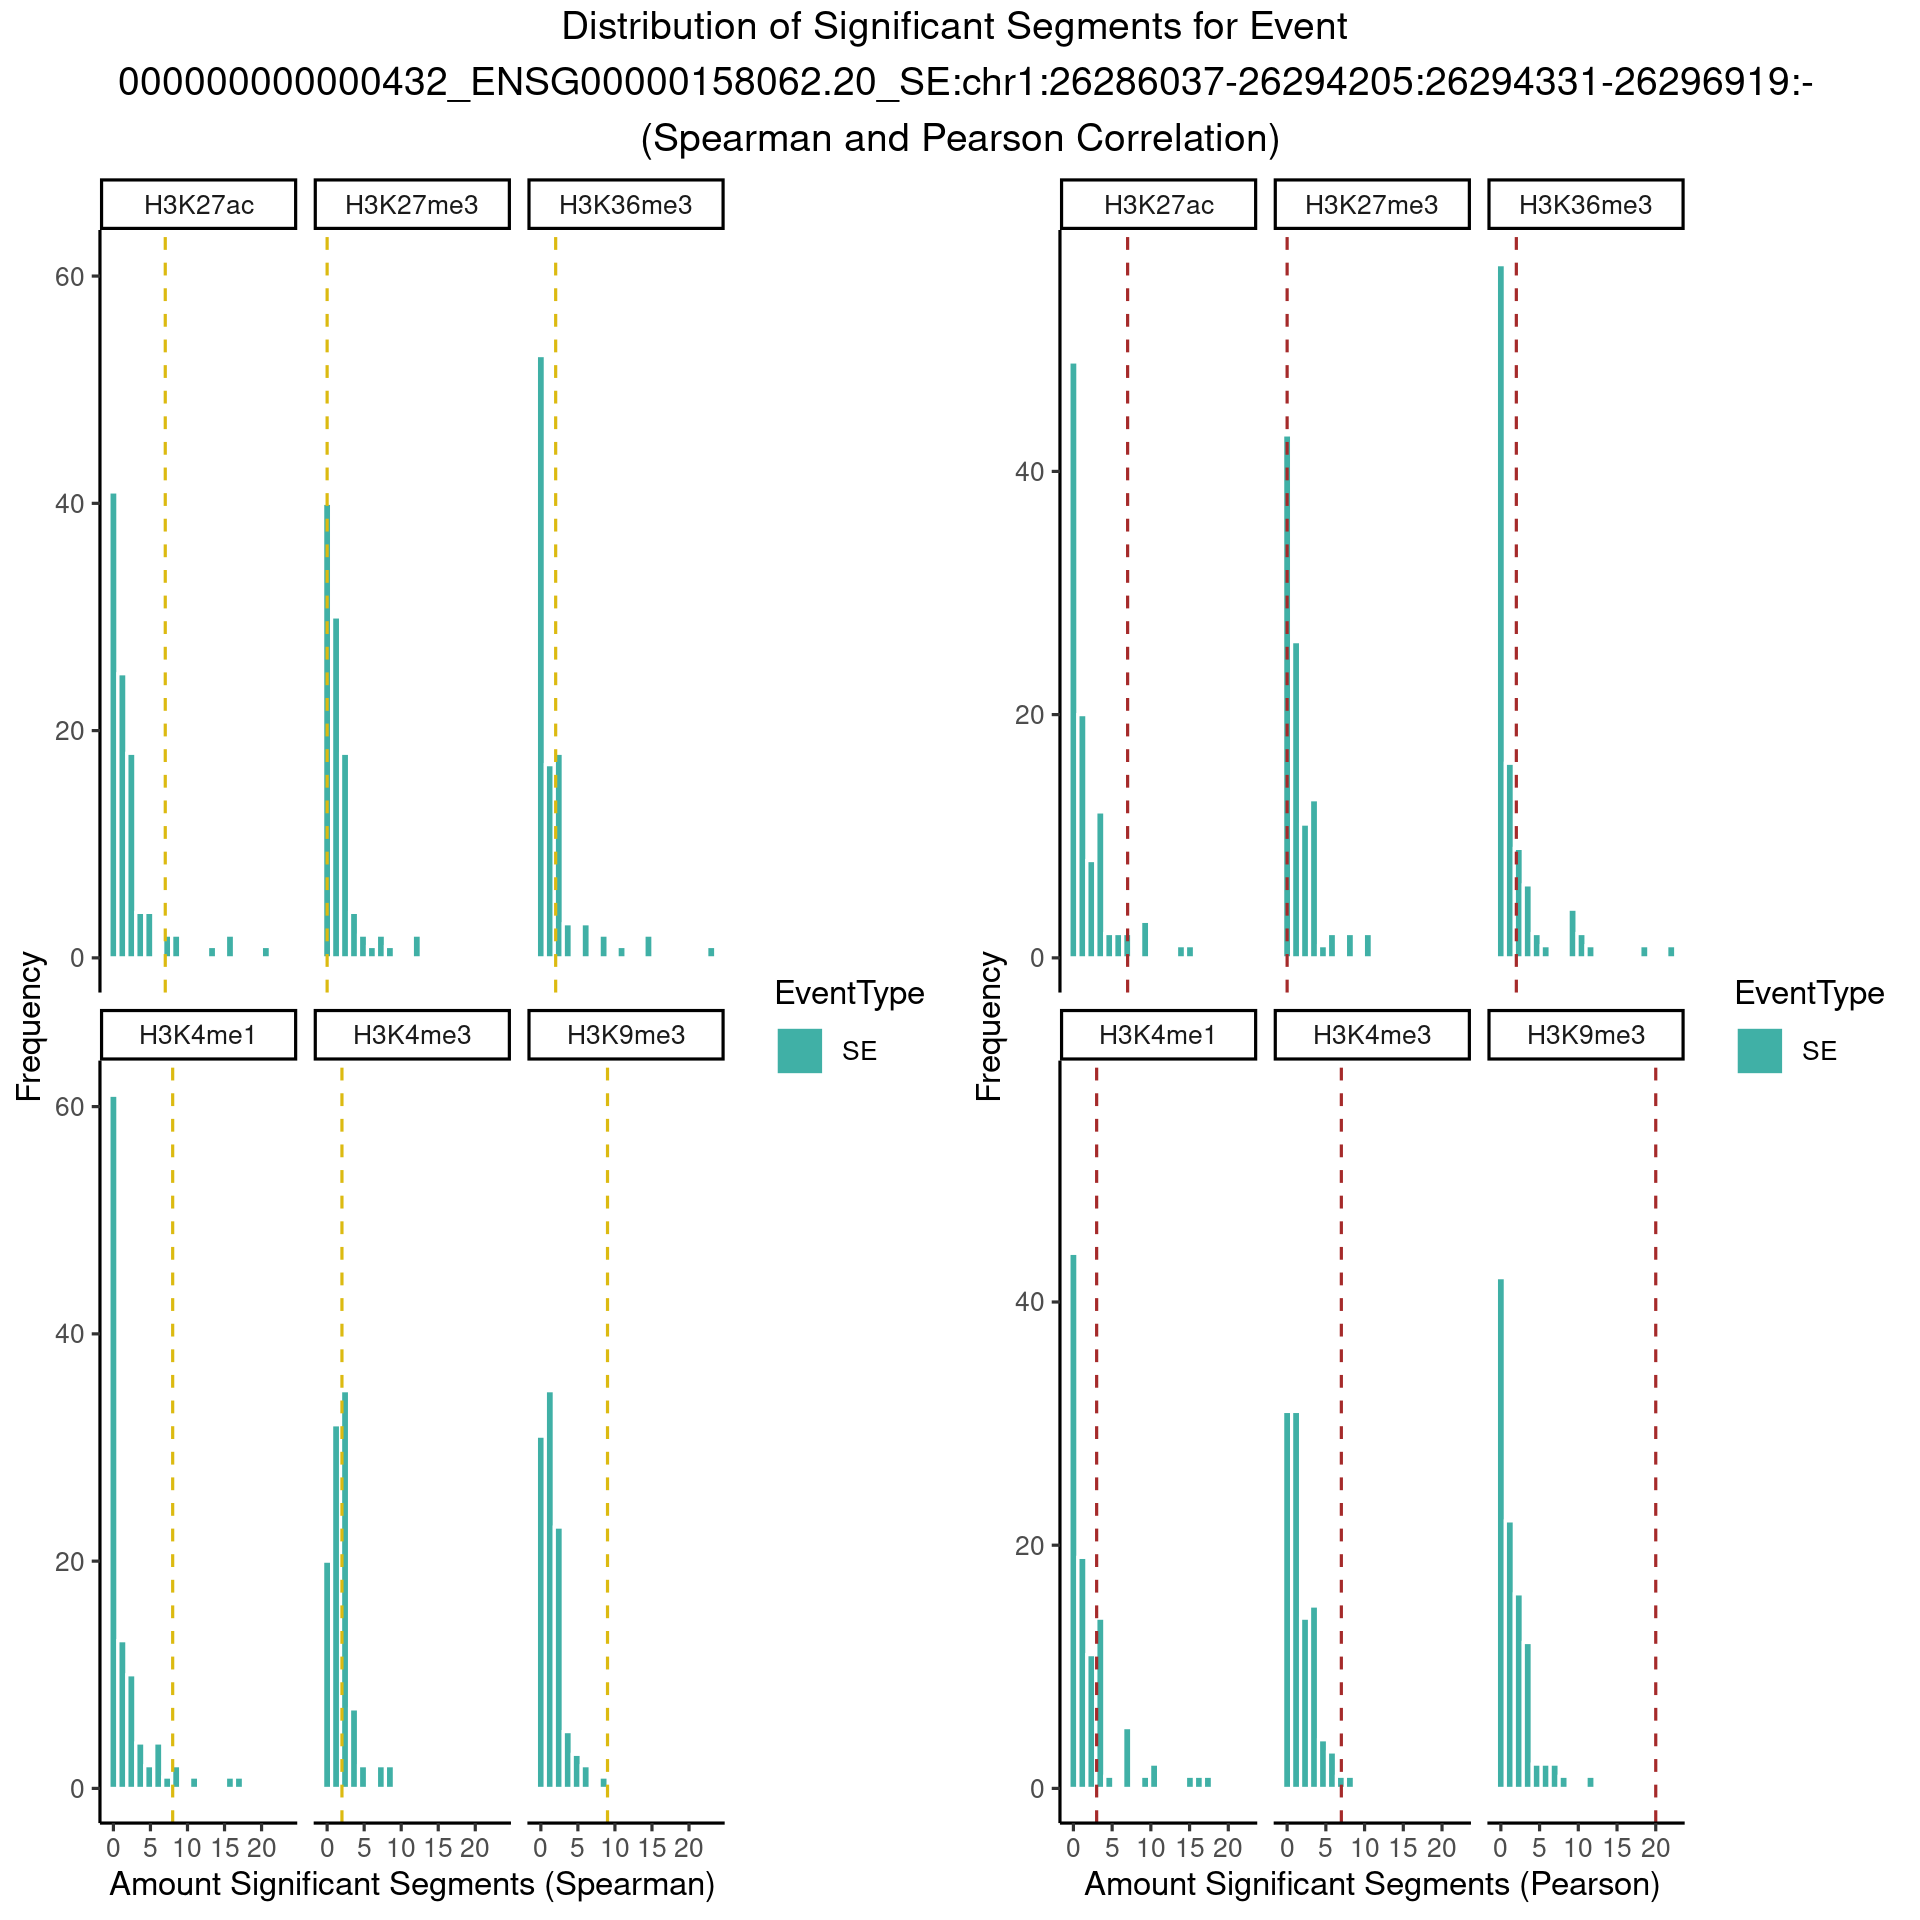 Distribution of Significant Segments for Event
000000000000432_ENSG00000158062.20_SE:chr1:26286037-26294205:26294331-26296919:-
(Spearman and Pearson Correlation)
H3K27ac H3K27me3 H3K36me3
60
40
20
0
H3K4me1 H3K4me3 H3K9me3
60
40
20
0
0 5 10 15 20 0 5 10 15 20 0 5 10 15 20
Frequency
Amount Significant Segments (Spearman)
EventType
SE
H3K27ac H3K27me3 H3K36me3
40
20
0
H3K4me1 H3K4me3 H3K9me3
40
20
0
0 5 10 15 20 0 5 10 15 20 0 5 10 15 20
Frequency
Amount Significant Segments (Pearson)
EventType
SE